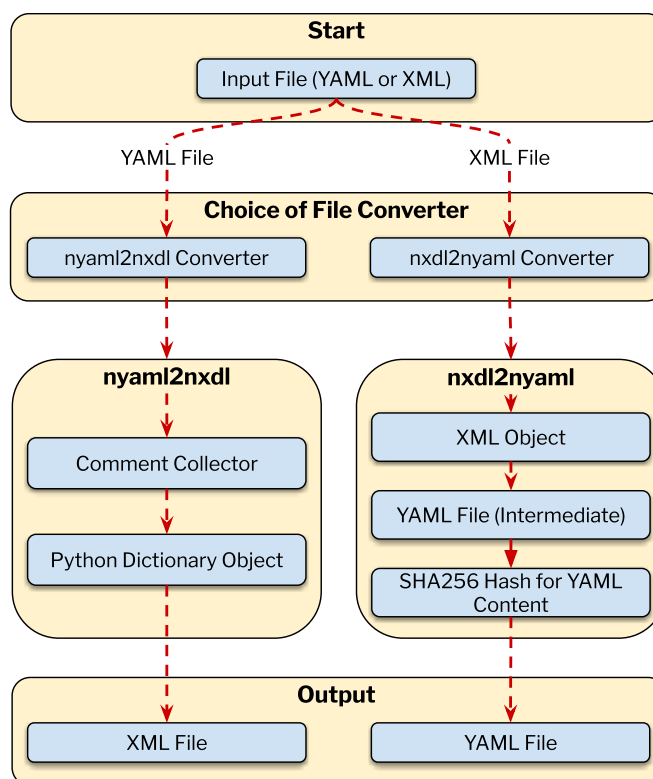 Start
Input File (YAML or XML)
YAML File
XML File
Choice of File Converter
nyaml2nxdl Converter
nxdl2nyaml Converter
nyaml2nxdl
Comment Collector
Python Dictionary Object
nxdl2nyaml
XML Object
YAML File (Intermediate)
SHA256 Hash for YAML
Content
Output
XML File
YAML File